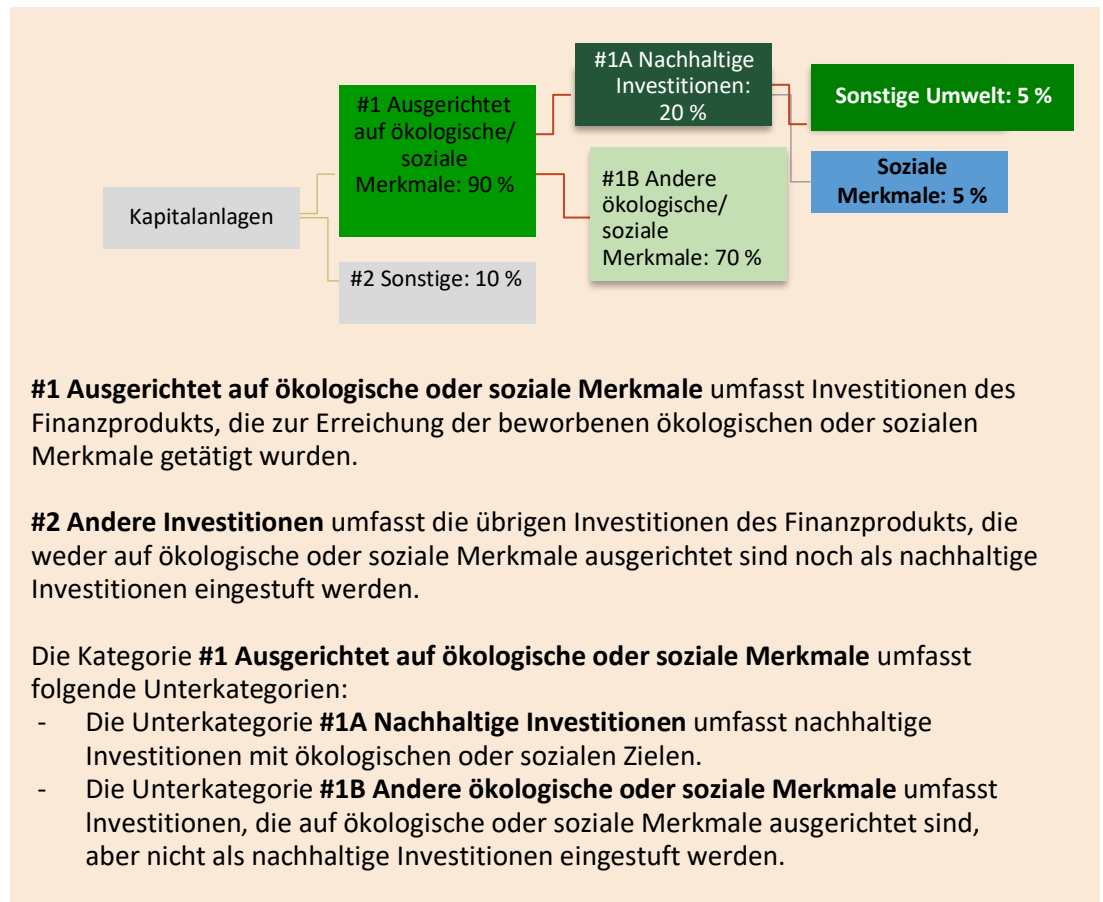 Kapitalanlagen
#1 Ausgerichtet
auf ökologische/
soziale
Merkmale: 90 %
#2 Sonstige: 10 %
#1A Nachhaltige
Investitionen:
20 %
#1B Andere
ökologische/
soziale
Merkmale: 70 %
Sonstige Umwelt: 5 %
Soziale
Merkmale: 5 %
#1 Ausgerichtet auf ökologische oder soziale Merkmale umfasst Investitionen des
Finanzprodukts, die zur Erreichung der beworbenen ökologischen oder sozialen
Merkmale getätigt wurden.
#2 Andere Investitionen umfasst die übrigen Investitionen des Finanzprodukts, die
weder auf ökologische oder soziale Merkmale ausgerichtet sind noch als nachhaltige
Investitionen eingestuft werden.
Die Kategorie #1 Ausgerichtet auf ökologische oder soziale Merkmale umfasst
folgende Unterkategorien:
- Die Unterkategorie #1A Nachhaltige Investitionen umfasst nachhaltige
Investitionen mit ökologischen oder sozialen Zielen.
- Die Unterkategorie #1B Andere ökologische oder soziale Merkmale umfasst
Investitionen, die auf ökologische oder soziale Merkmale ausgerichtet sind,
aber nicht als nachhaltige Investitionen eingestuft werden.